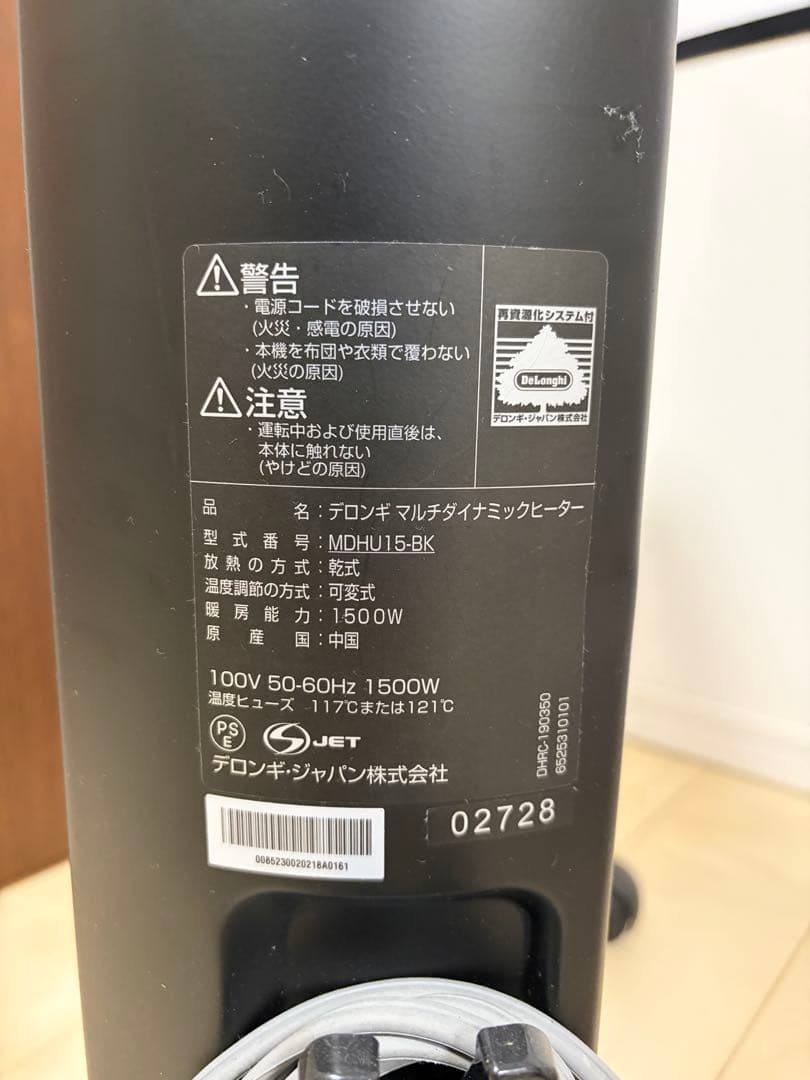 警告
・電源コードを破損させない
(火災・感電の原因)
・本機を布団や衣類で覆わない
(火災の原因)
注意
・運転中および使用直後は、
本体に触れない
(やけどの原因)
再資源化システム付
DeLonghi
デロンギ・ジャパン株式会社
品名：デロンギ マルチダイナミックヒーター
型式番号：MDHU15-BK
放熱の方式：乾式
温度調節の方式：可変式
暖房能力：1500W
原産国：中国
100V 50-60Hz 1500W
温度ヒューズ 117℃または121℃
PS
E
S JET
デロンギ・ジャパン株式会社
DHRC-190350
6525310101
0085230020218A0161
02728